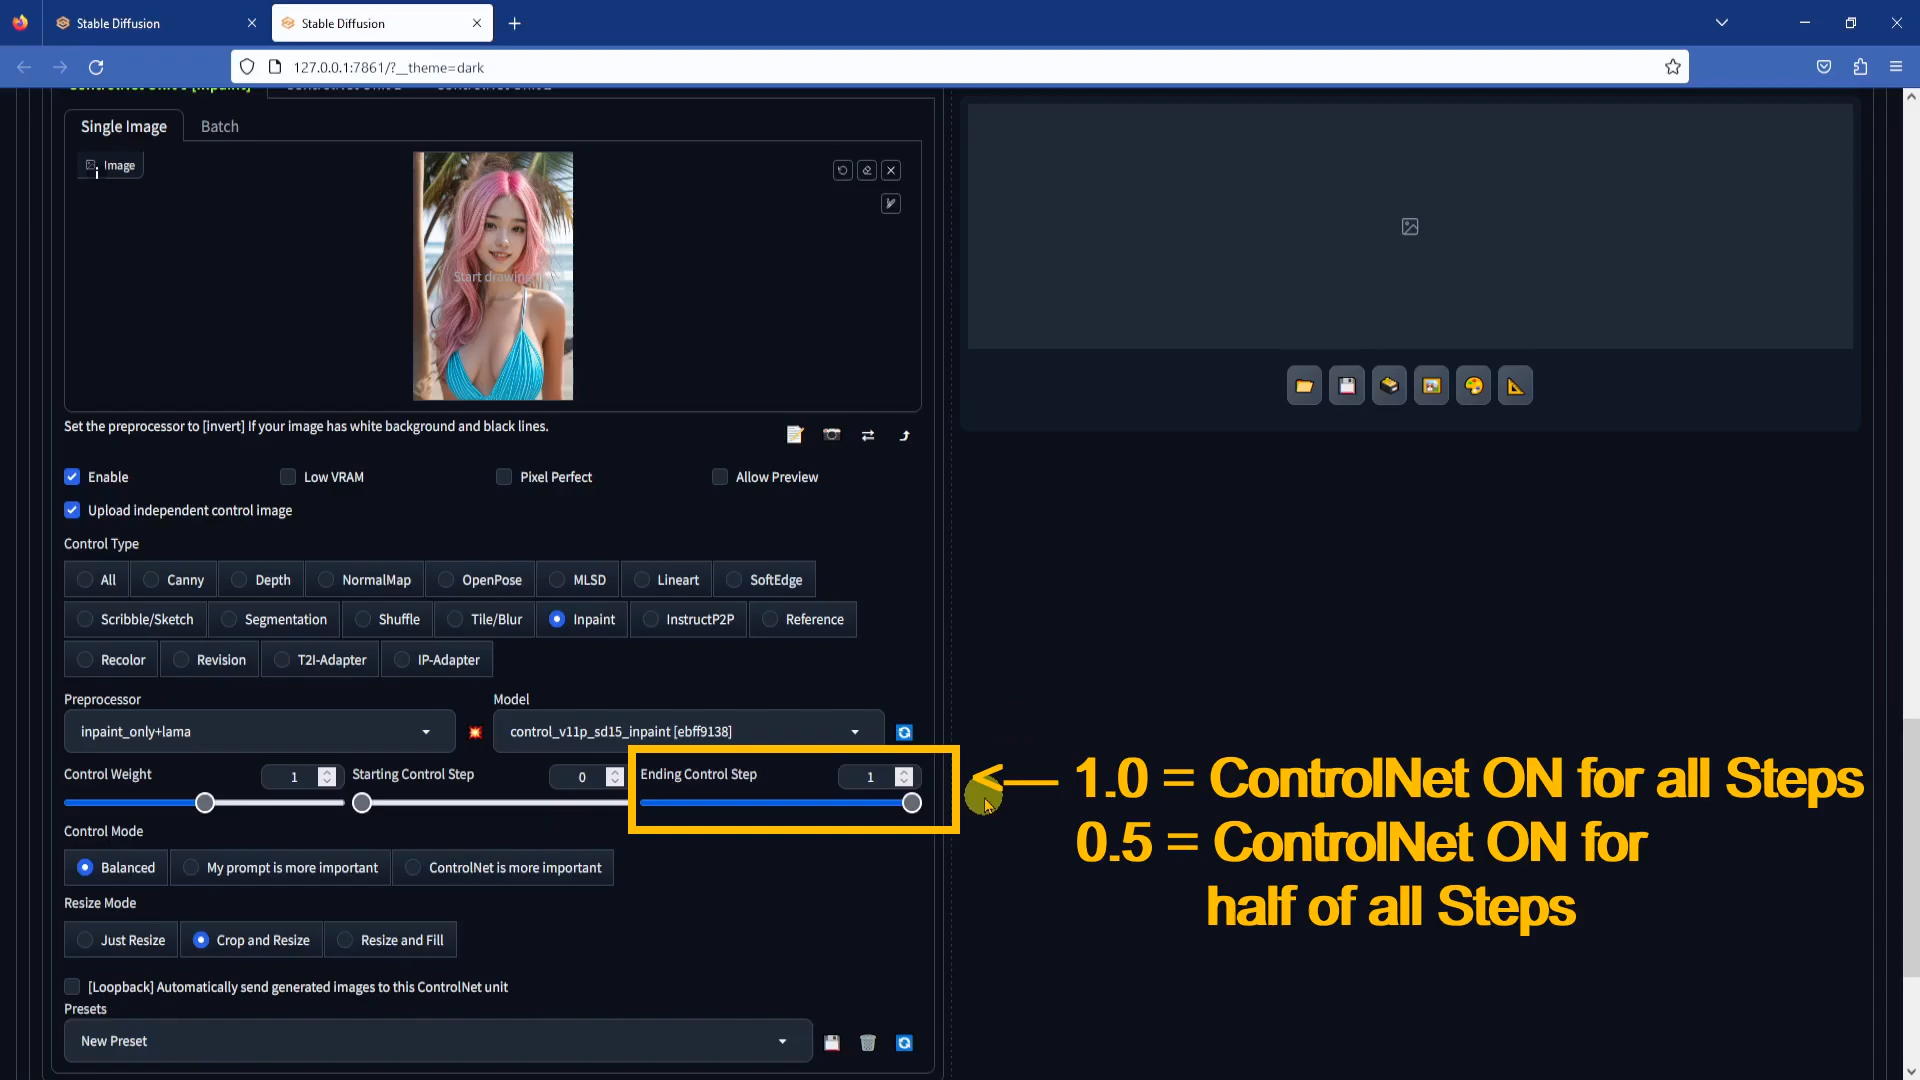 Stable Diffusion
Stable Diffusion
127.0.0.1:7861/?__theme=dark
Single Image
Batch
Image
Start drawing
Set the preprocessor to [invert] If your image has white background and black lines.
Enable
Low VRAM
Pixel Perfect
Allow Preview
Upload independent control image
Control Type
All
Canny
Depth
NormalMap
OpenPose
MLSD
Lineart
SoftEdge
Scribble/Sketch
Segmentation
Shuffle
Tile/Blur
Inpaint
InstructP2P
Reference
Recolor
Revision
T2I-Adapter
IP-Adapter
Preprocessor
Model
inpaint_only+lama
control_v11p_sd15_inpaint [ebff9138]
Control Weight
1
Starting Control Step
0
Ending Control Step
1
<— 1.0 = ControlNet ON for all Steps
0.5 = ControlNet ON for
half of all Steps
Control Mode
Balanced
My prompt is more important
ControlNet is more important
Resize Mode
Just Resize
Crop and Resize
Resize and Fill
[Loopback] Automatically send generated images to this ControlNet unit
Presets
New Preset